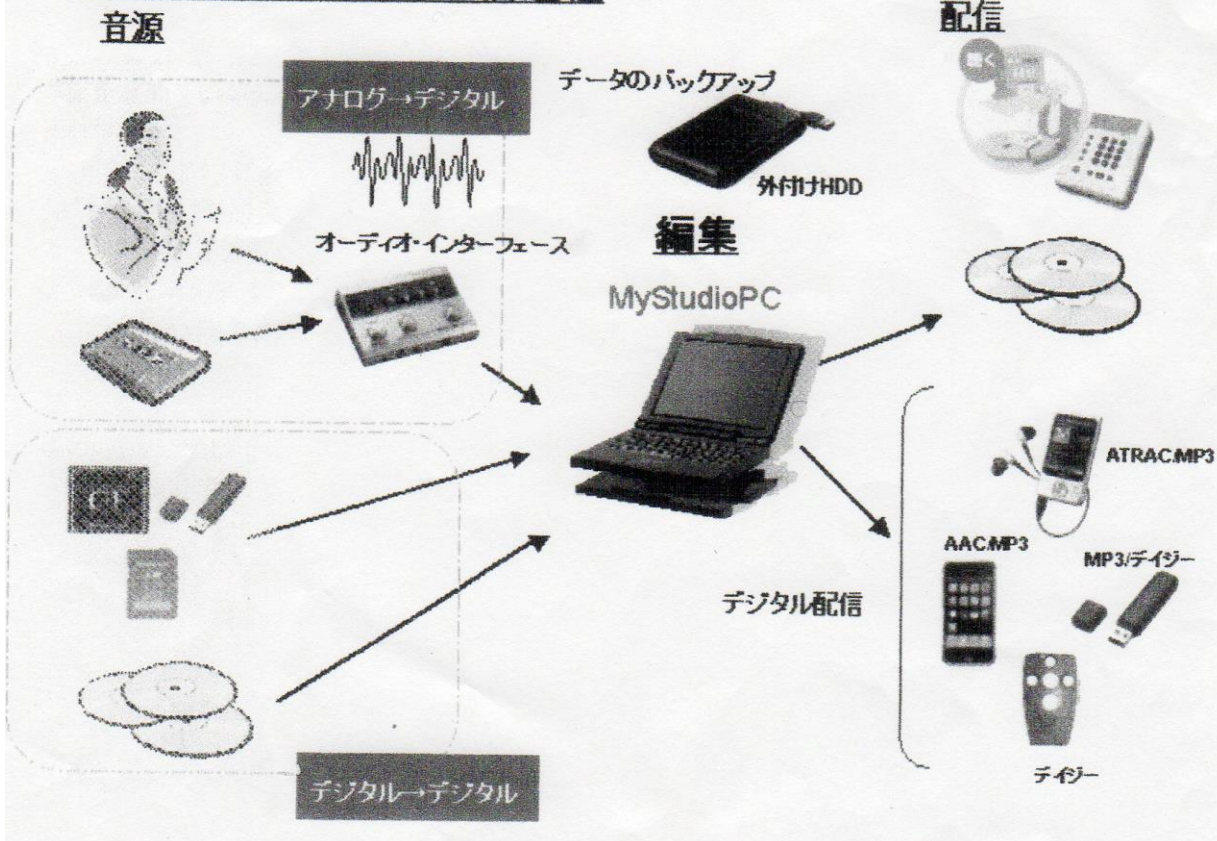 音源
配信
聴く
アナログ→デジタル
データのバックアップ
外付けHDD
オーディオ・インターフェース
編集
MyStudioPC
ATRAC/MP3
AAC/MP3
MP3/デイジー
デジタル配信
デイジー
デジタル→デジタル